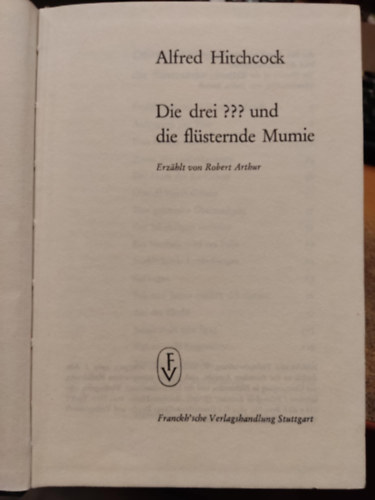 Alfred Hitchcock
Die drei ??? und
die flüsternde Mumie
Erzählt von Robert Arthur
F
V
Franckh'sche Verlagshandlung Stuttgart